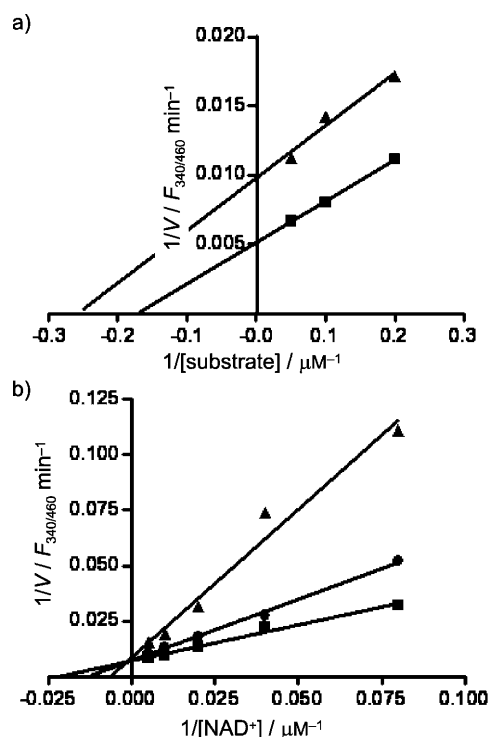 a)
0.020
0.015
0.010
0.005
1/V / F340/460 min–1
-0.3 -0.2 -0.1 -0.0 0.1 0.2 0.3
1/[substrate] / μM–1
b)
0.125
0.100
0.075
0.050
0.025
1/V / F340/460 min–1
-0.025 0.000 0.025 0.050 0.075 0.100
1/[NAD+] / μM–1